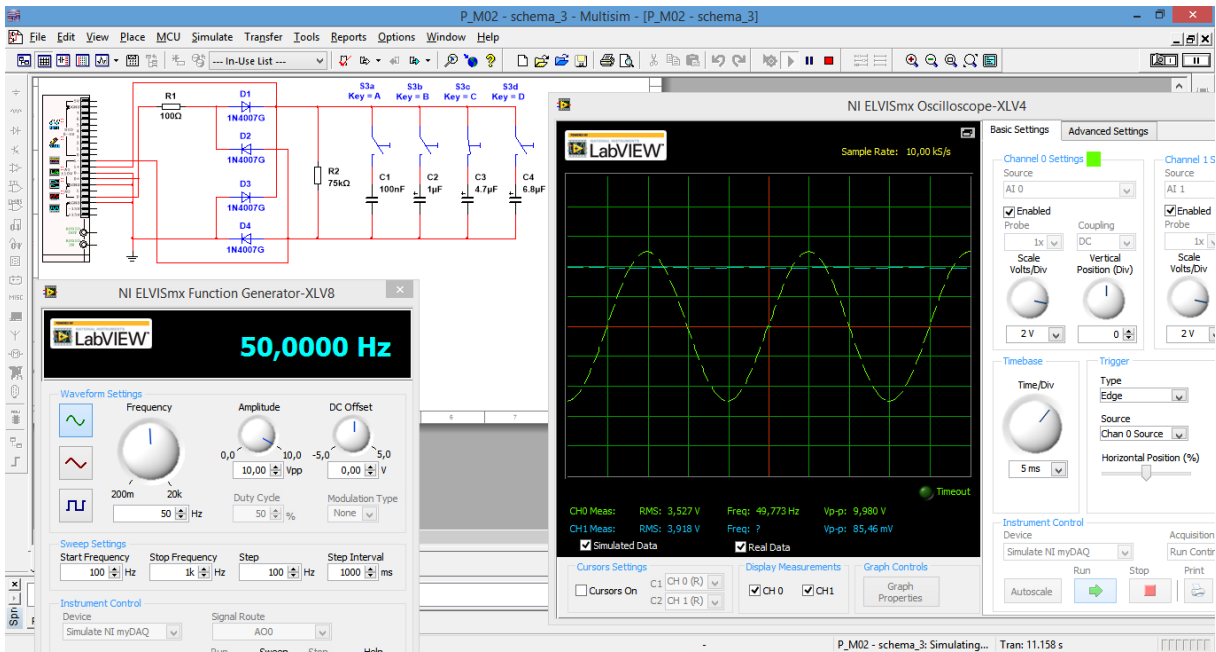 P_M02 - schema_3 - Multisim - [P_M02 - schema_3]
File Edit View Place MCU Simulate Transfer Tools Reports Options Window Help
--- In-Use List ---
S3a S3b S3c S3d
Key = A Key = B Key = C Key = D
R1
100Ω
D1
1N4007G
D2
1N4007G
D3
1N4007G
D4
1N4007G
R2
75kΩ
C1
100nF
C2
1µF
C3
4.7µF
C4
6.8µF
6 7
MISC
NI ELVISmx Function Generator-XLV8
LabVIEW
50,0000 Hz
Waveform Settings
Frequency Amplitude DC Offset
0,0 10,0 -5,0 5,0
10,00 Vpp 0,00 V
200m 20k
Duty Cycle Modulation Type
50 Hz 50 % None
Sweep Settings
Start Frequency Stop Frequency Step Step Interval
100 Hz 1k Hz 100 Hz 1000 ms
Instrument Control
Device Signal Route
Simulate NI myDAQ AO0
Run Sweep Stop Help
NI ELVISmx Oscilloscope-XLV4
LabVIEW
Sample Rate: 10,00 kS/s
Timeout
CH0 Meas: RMS: 3,527 V Freq: 49,773 Hz Vp-p: 9,980 V
CH1 Meas: RMS: 3,918 V Freq: ? Vp-p: 85,46 mV
Simulated Data Real Data
Cursors Settings Display Measurements Graph Controls
Cursors On C1 CH 0 (R) CH 0 CH1 Graph Properties
C2 CH 1 (R)
Basic Settings Advanced Settings
Channel 0 Settings Channel 1 S
Source Source
AI 0 AI 1
Enabled Enabled
Probe Coupling Probe
1x DC 1x
Scale Vertical Scale
Volts/Div Position (Div) Volts/Div
2 V 0 2 V
Timebase Trigger
Time/Div Type
Edge
Source
Chan 0 Source
5 ms Horizontal Position (%)
Instrument Control
Device Acquisition
Simulate NI myDAQ Run Contin
Run Stop Print
Autoscale
P_M02 - schema_3: Simulating... Tran: 11.158 s